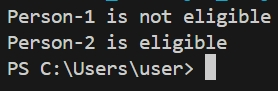 Person-1 is not eligible
Person-2 is eligible
PS C:\Users\user>